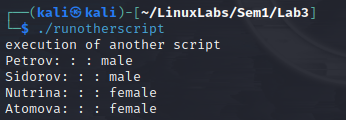 ┌──(kali㉿kali)-[~/LinuxLabs/Sem1/Lab3]
└─$ ./runotherscript
execution of another script
Petrov: : : male
Sidorov: : : male
Nutrina: : : female
Atomova: : : female